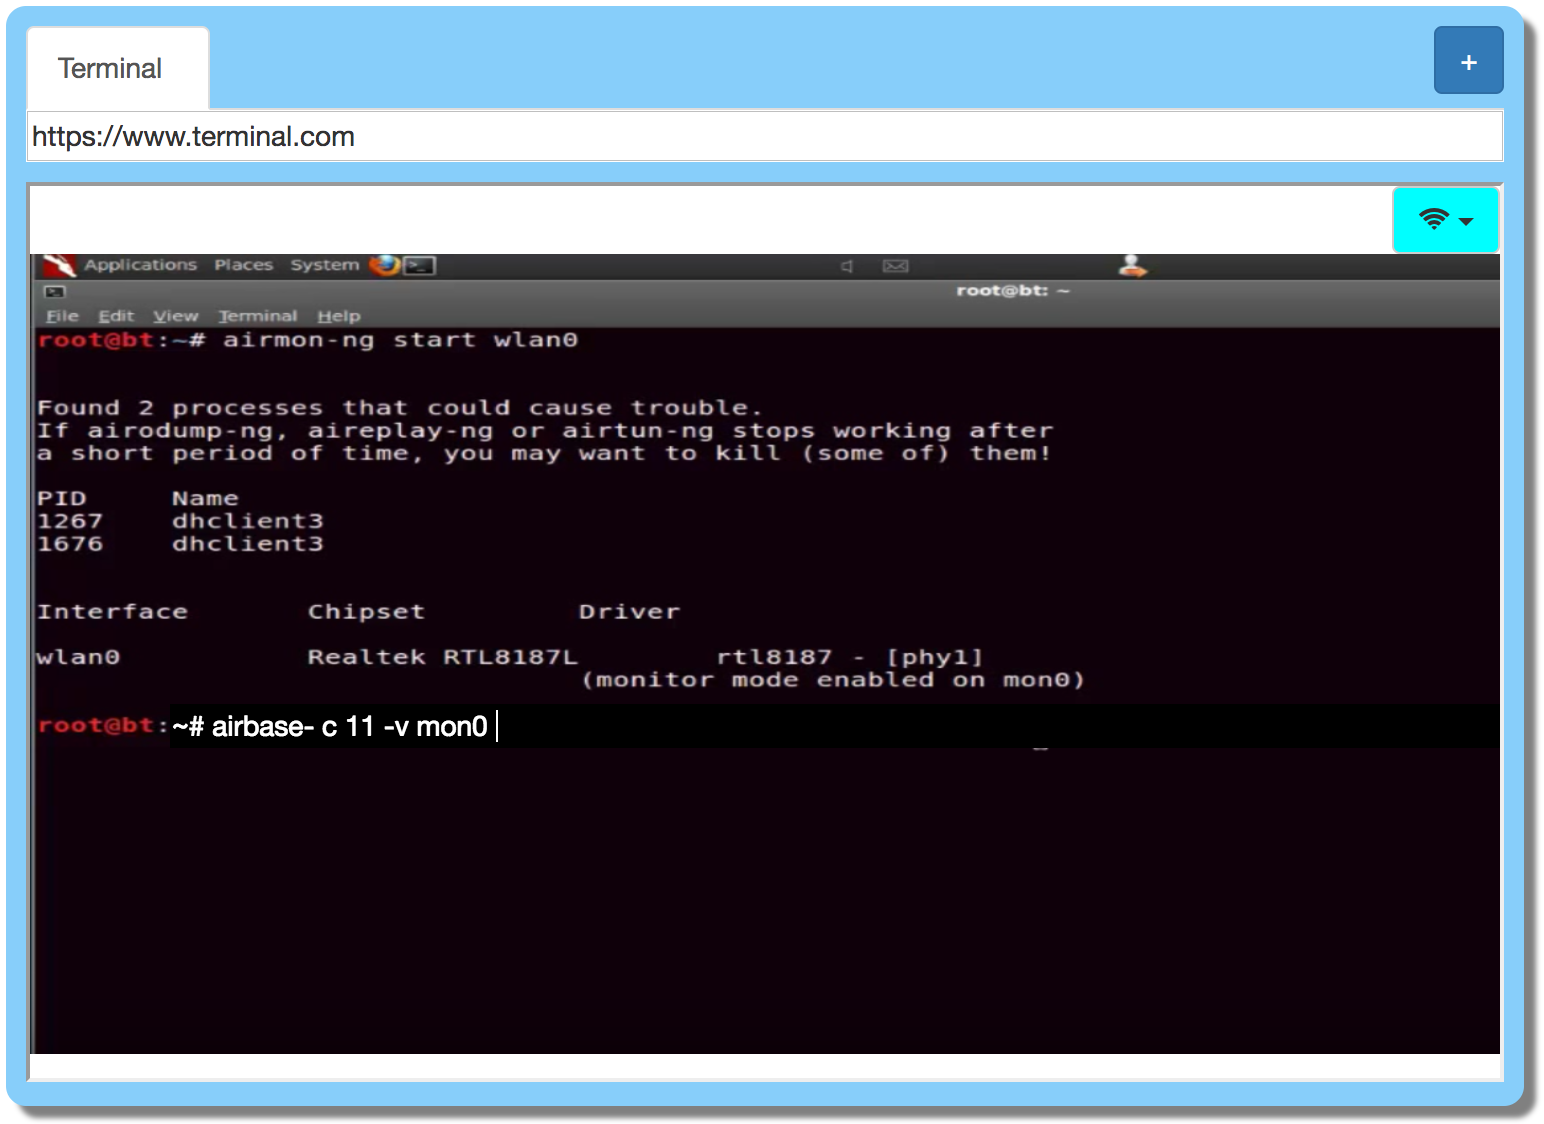 Terminal
+
https://www.terminal.com
Applications Places System
root@bt: ~
File Edit View Terminal Help
root@bt:~# airmon-ng start wlan0
Found 2 processes that could cause trouble.
If airodump-ng, aireplay-ng or airtun-ng stops working after
a short period of time, you may want to kill (some of) them!
PID Name
1267 dhclient3
1676 dhclient3
Interface Chipset Driver
wlan0 Realtek RTL8187L rtl8187 - [phy1]
(monitor mode enabled on mon0)
root@bt:~# airbase- c 11 -v mon0